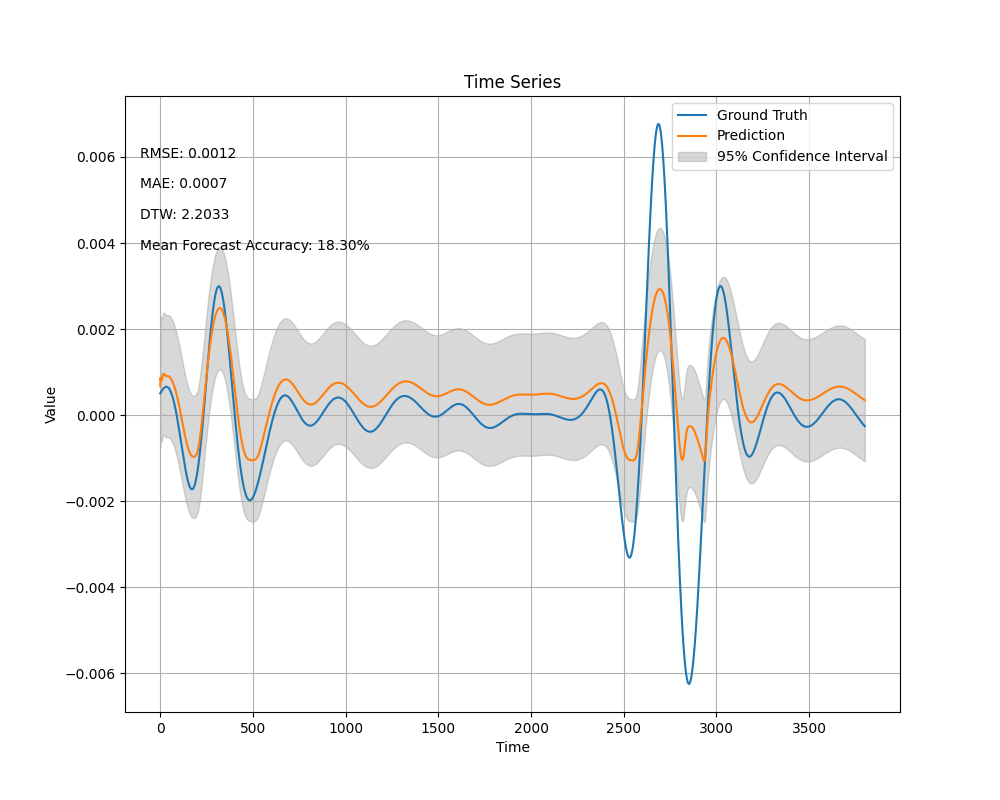 Time Series
Ground Truth
Prediction
95% Confidence Interval
RMSE: 0.0012
MAE: 0.0007
DTW: 2.2033
Mean Forecast Accuracy: 18.30%
0.006
0.004
0.002
0.000
−0.002
−0.004
−0.006
Value
0 500 1000 1500 2000 2500 3000 3500
Time